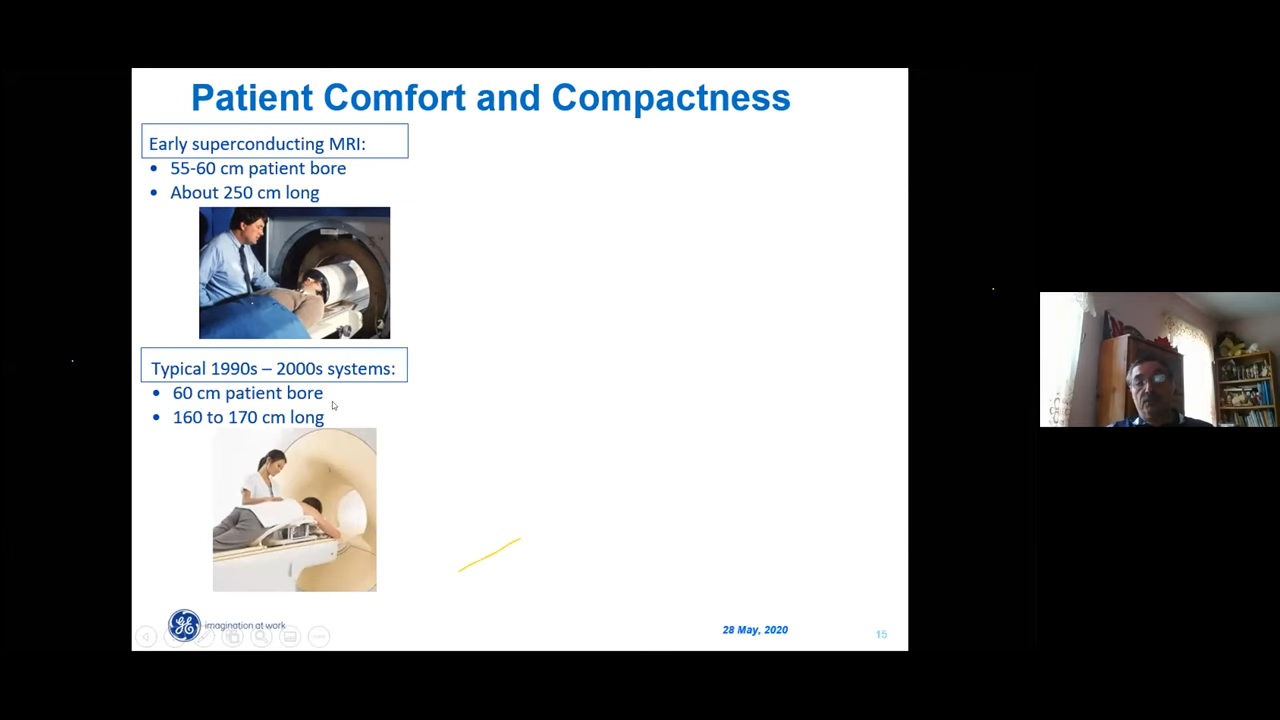 Patient Comfort and Compactness
Early superconducting MRI:
• 55-60 cm patient bore
• About 250 cm long
Typical 1990s – 2000s systems:
• 60 cm patient bore
• 160 to 170 cm long
imagination at work
28 May, 2020
15